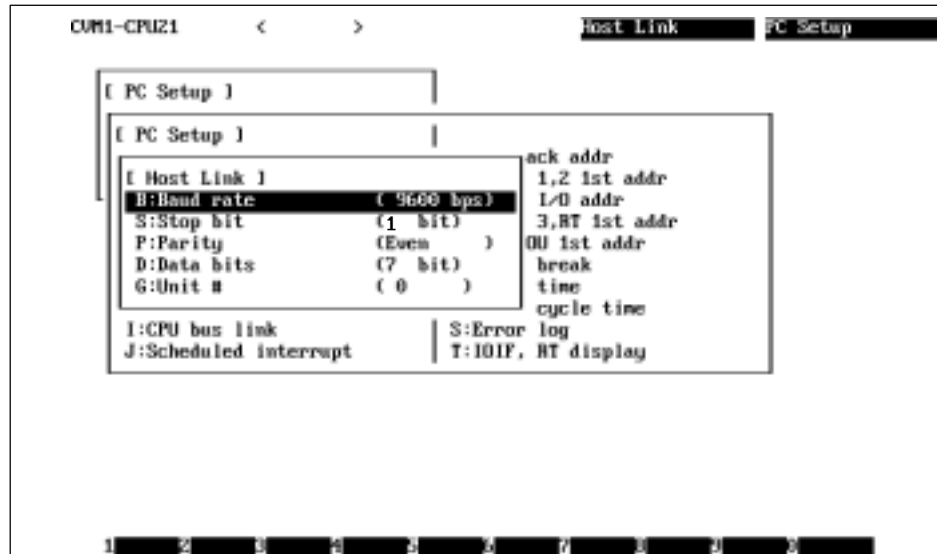 CVM1-CPU21 < > Host Link PC Setup
[ PC Setup ]
[ PC Setup ]
ack addr
[ Host Link ] 1,2 1st addr
B:Baud rate ( 9600 bps) I/O addr
S:Stop bit (1 bit) 3,RT 1st addr
P:Parity (Even ) OU 1st addr
D:Data bits (7 bit) break
G:Unit # ( 0 ) time
cycle time
I:CPU bus link S:Error log
J:Scheduled interrupt T:IOIF, RT display
1 2 3 4 5 6 7 8 9 0